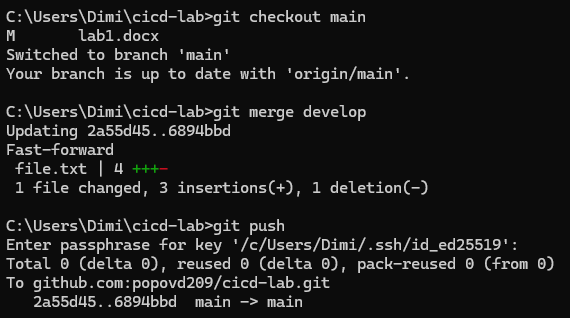 C:\Users\Dimi\cicd-lab>git checkout main
M       lab1.docx
Switched to branch 'main'
Your branch is up to date with 'origin/main'.
C:\Users\Dimi\cicd-lab>git merge develop
Updating 2a55d45..6894bbd
Fast-forward
 file.txt | 4 +++-
 1 file changed, 3 insertions(+), 1 deletion(-)
C:\Users\Dimi\cicd-lab>git push
Enter passphrase for key '/c/Users/Dimi/.ssh/id_ed25519':
Total 0 (delta 0), reused 0 (delta 0), pack-reused 0 (from 0)
To github.com:popovd209/cicd-lab.git
   2a55d45..6894bbd  main -> main